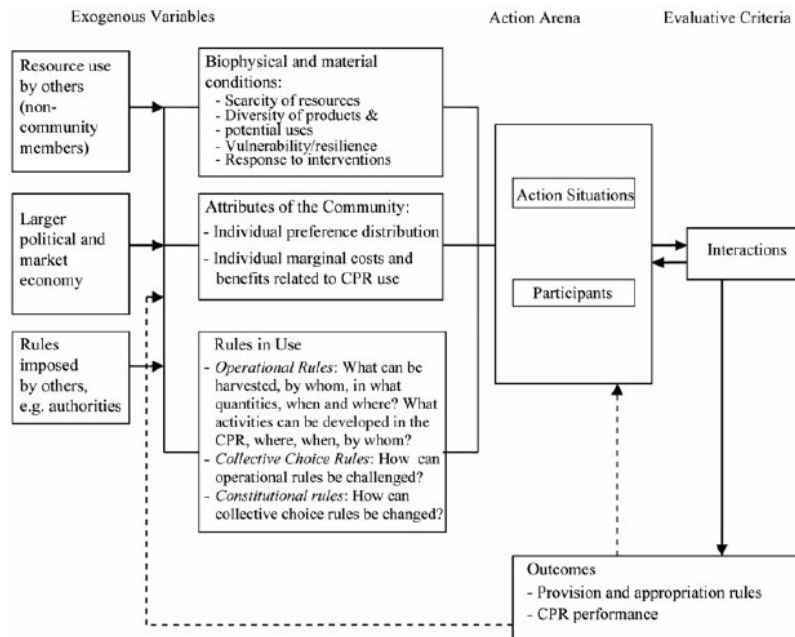 Exogenous Variables
Action Arena
Evaluative Criteria
Resource use
by others
(non-
community
members)
Larger
political and
market
economy
Rules
imposed
by others,
e.g. authorities
Biophysical and material
conditions:
- Scarcity of resources
- Diversity of products &
- potential uses
- Vulnerability/resilience
- Response to interventions
Attributes of the Community:
- Individual preference distribution
- Individual marginal costs and
benefits related to CPR use
Rules in Use
- Operational Rules: What can be
harvested, by whom, in what
quantities, when and where? What
activities can be developed in the
CPR, where, when, by whom?
- Collective Choice Rules: How can
operational rules be challenged?
- Constitutional rules: How can
collective choice rules be changed?
Action Situations
Participants
Interactions
Outcomes
- Provision and appropriation rules
- CPR performance